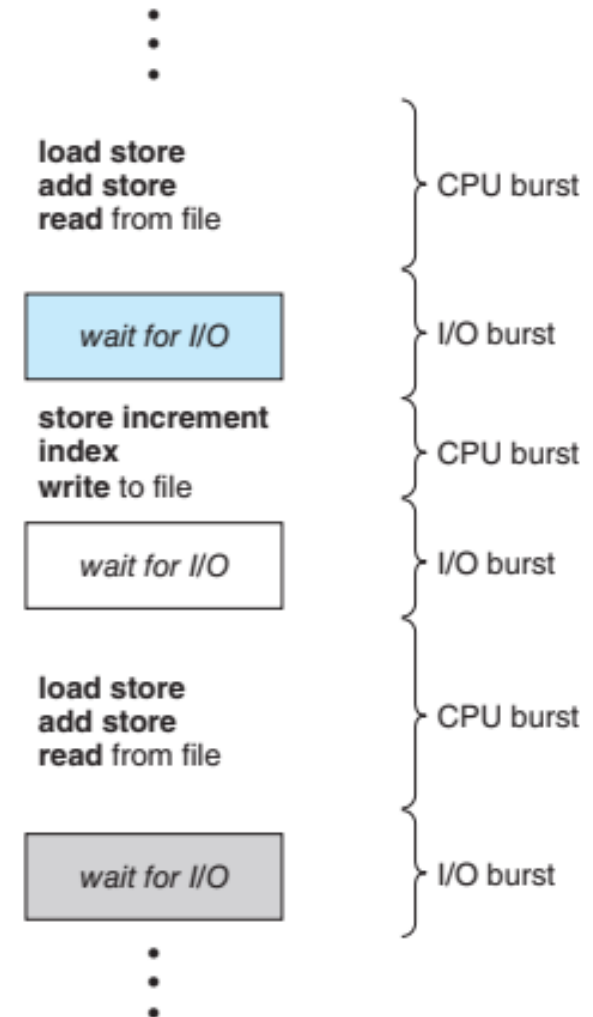 load store
add store
read from file
CPU burst
wait for I/O
I/O burst
store increment
index
write to file
CPU burst
wait for I/O
I/O burst
load store
add store
read from file
CPU burst
wait for I/O
I/O burst